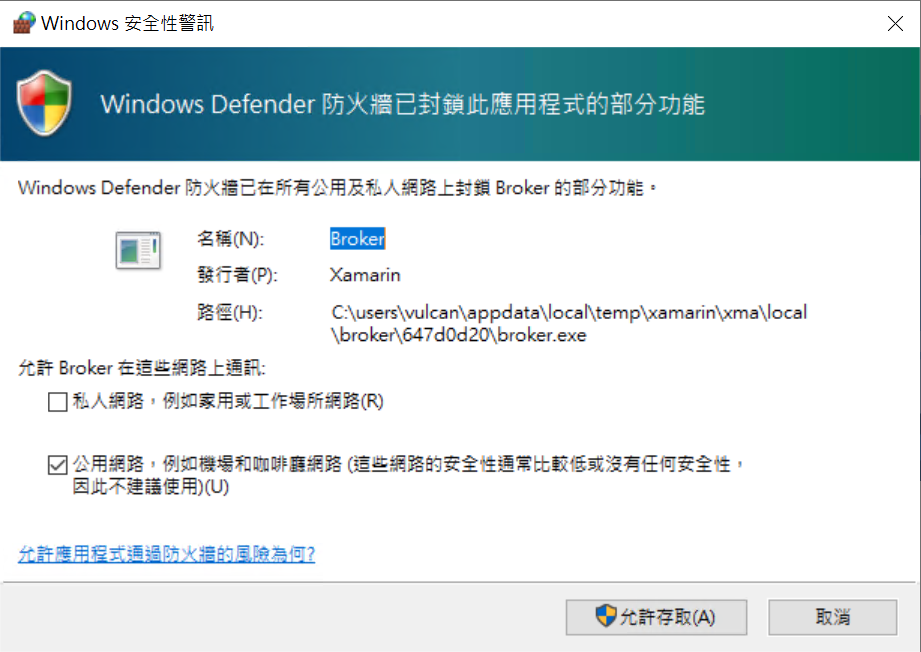 Windows 安全性警訊
Windows Defender 防火牆已封鎖此應用程式的部分功能
Windows Defender 防火牆已在所有公用及私人網路上封鎖 Broker 的部分功能。
名稱(N): Broker
發行者(P): Xamarin
路徑(H): C:\users\vulcan\appdata\local\temp\xamarin\xma\local
\broker\647d0d20\broker.exe
允許 Broker 在這些網路上通訊:
私人網路，例如家用或工作場所網路(R)
公用網路，例如機場和咖啡廳網路 (這些網路的安全性通常比較低或沒有任何安全性，
因此不建議使用)(U)
允許應用程式通過防火牆的風險為何?
允許存取(A)
取消